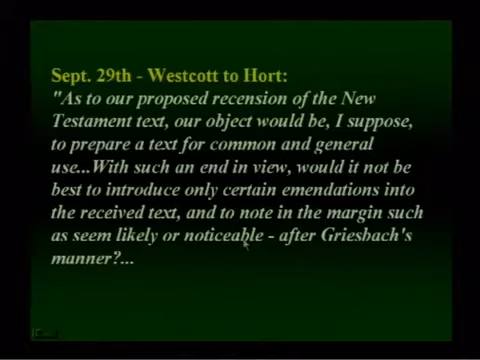 Sept. 29th - Westcott to Hort:
"As to our proposed recension of the New
Testament text, our object would be, I suppose,
to prepare a text for common and general
use...With such an end in view, would it not be
best to introduce only certain emendations into
the received text, and to note in the margin such
as seem likely or noticeable - after Griesbach's
manner?...